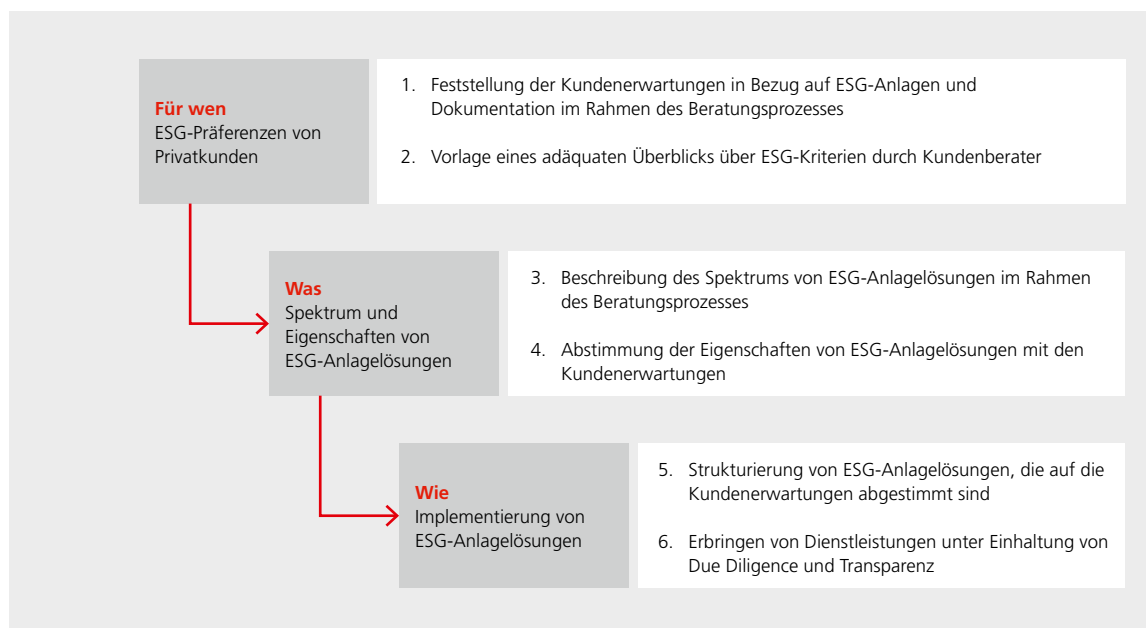 Für wen
ESG-Präferenzen von
Privatkunden
1. Feststellung der Kundenerwartungen in Bezug auf ESG-Anlagen und
Dokumentation im Rahmen des Beratungsprozesses
2. Vorlage eines adäquaten Überblicks über ESG-Kriterien durch Kundenberater
Was
Spektrum und
Eigenschaften von
ESG-Anlagelösungen
3. Beschreibung des Spektrums von ESG-Anlagelösungen im Rahmen
des Beratungsprozesses
4. Abstimmung der Eigenschaften von ESG-Anlagelösungen mit den
Kundenerwartungen
Wie
Implementierung von
ESG-Anlagelösungen
5. Strukturierung von ESG-Anlagelösungen, die auf die
Kundenerwartungen abgestimmt sind
6. Erbringen von Dienstleistungen unter Einhaltung von
Due Diligence und Transparenz